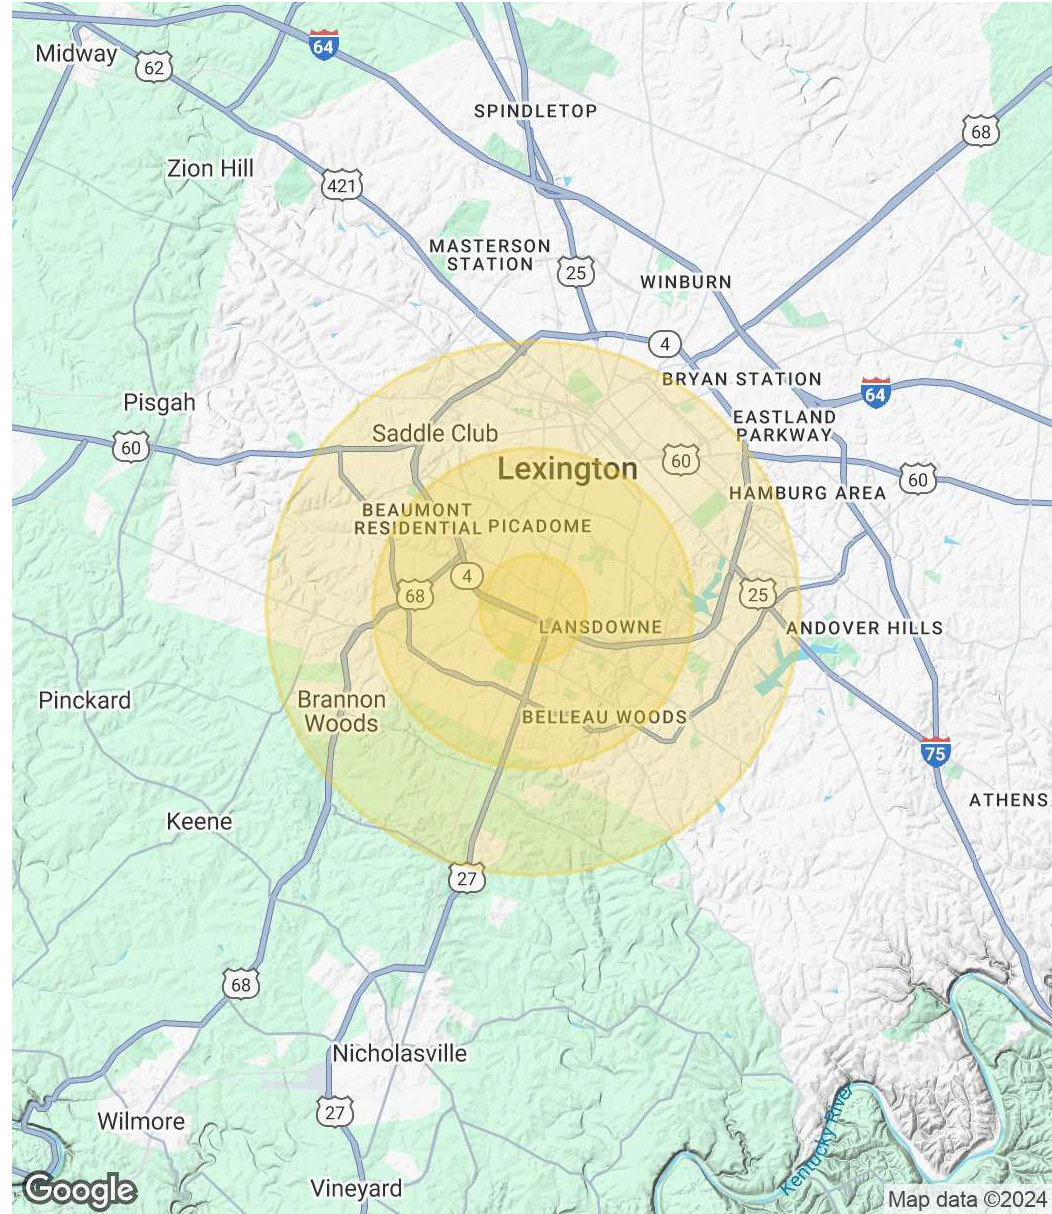 Midway
62
64
SPINDLETOP
68
Zion Hill
421
MASTERSON
STATION
25
WINBURN
4
BRYAN STATION
64
Pisgah
EASTLAND
PARKWAY
60
Saddle Club
60
Lexington
60
HAMBURG AREA
BEAUMONT
RESIDENTIAL
PICADOME
4
68
25
LANSDOWNE
ANDOVER HILLS
Pinckard
Brannon
Woods
BELLEAU WOODS
75
ATHENS
Keene
27
68
Nicholasville
27
Wilmore
Kentucky River
Vineyard
Google
Map data ©2024